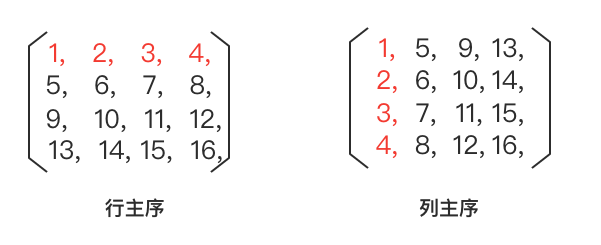 1, 2, 3, 4,
5, 6, 7, 8,
9, 10, 11, 12,
13, 14, 15, 16,
行主序
1, 5, 9, 13,
2, 6, 10, 14,
3, 7, 11, 15,
4, 8, 12, 16,
列主序